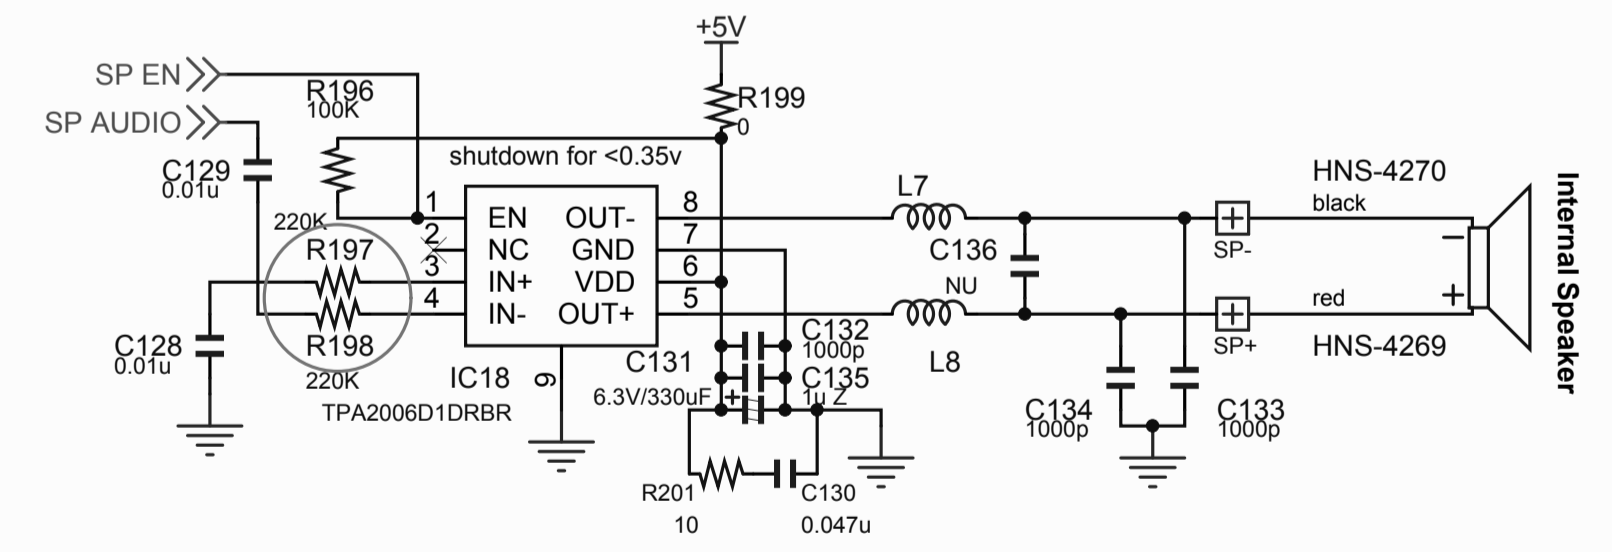 +5V
SP EN
R196
100K
R199
0
SP AUDIO
shutdown for <0.35v
C129
0.01u
220K
R197
1
2
3
4
EN
NC
IN+
IN-
OUT-
GND
VDD
OUT+
8
7
6
5
L7
C136
NU
HNS-4270
black
SP-
−
+
red
SP+
HNS-4269
Internal Speaker
R198
220K
C128
0.01u
IC18
TPA2006D1DRBR
9
C131
6.3V/330uF
+
C132
1000p
C135
1u Z
L8
C134
1000p
C133
1000p
R201
10
C130
0.047u